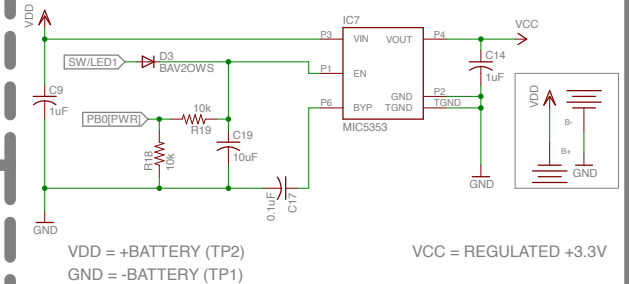 VDD
IC7
VCC
P3
VIN
VOUT
P4
SW/LED1
D3
BAV2OWS
C14
1uF
P1
EN
C9
1uF
10k
R19
PB0[PWR]
P6
BYP
GND
P2
TGND
TGND
MIC5353
C19
10uF
R18
10k
0.1uF
C17
GND
GND
VDD
B-
B+
GND
VDD = +BATTERY (TP2)
GND = -BATTERY (TP1)
VCC = REGULATED +3.3V